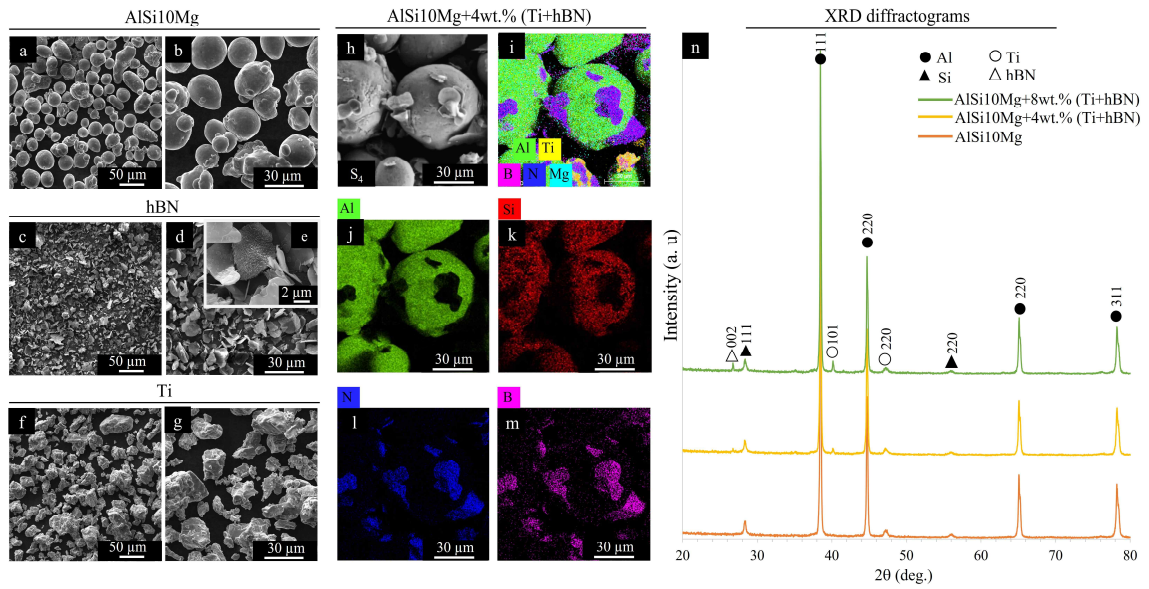 AlSi10Mg
AlSi10Mg+4wt.% (Ti+hBN)
XRD diffractograms
a
50 µm
b
30 µm
hBN
c
50 µm
d
30 µm
e
2 µm
Ti
f
50 µm
g
30 µm
h
S4
30 µm
i
Al
Ti
B
N
Mg
Al
j
30 µm
Si
k
30 µm
N
l
30 µm
B
m
30 µm
n
Al
Ti
Si
hBN
AlSi10Mg+8wt.% (Ti+hBN)
AlSi10Mg+4wt.% (Ti+hBN)
AlSi10Mg
Intensity (a. u)
002
111
111
101
220
220
220
220
311
20 30 40 50 60 70 80
2θ (deg.)